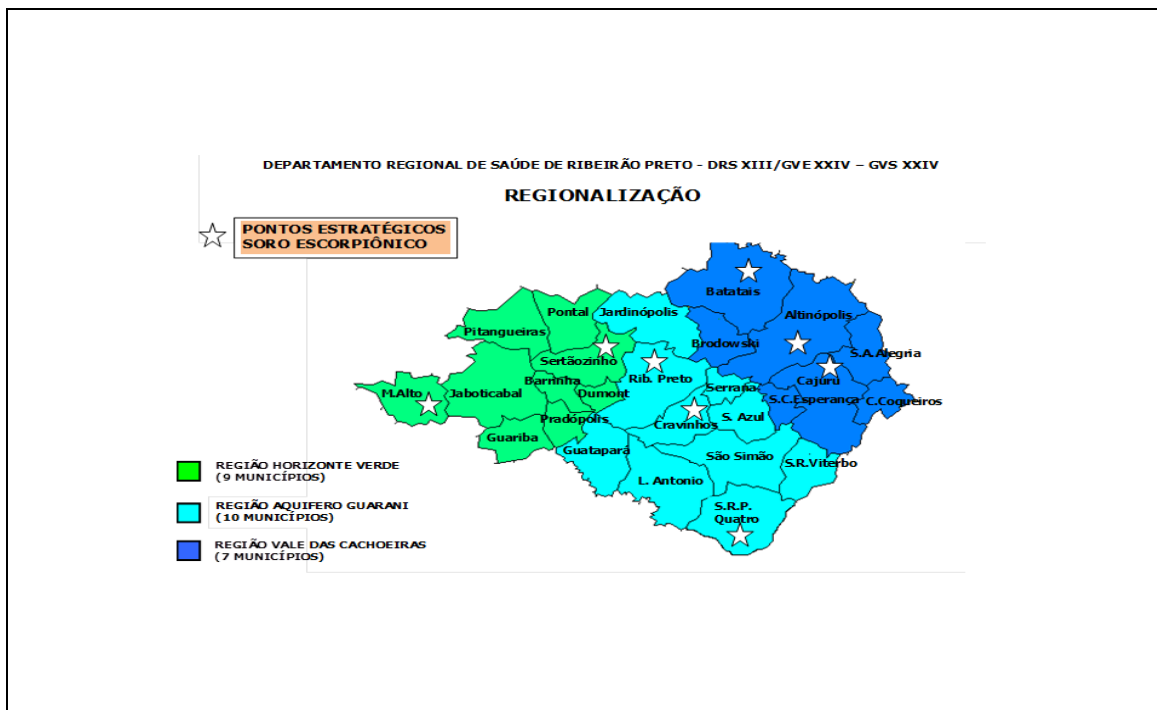 DEPARTAMENTO REGIONAL DE SAÚDE DE RIBEIRÃO PRETO - DRS XIII/GVE XXIV – GVS XXIV
REGIONALIZAÇÃO
PONTOS ESTRATÉGICOS
SORO ESCORPIÔNICO
Batatais
Pontal
Jardinópolis
Altinópolis
Pitangueiras
Brodowski
S.A.Alegria
Sertãozinho
Rib. Preto
Barrinha
Serrana
Cajurú
M.Alto
Jaboticabal
Dumont
S.C.Esperança
C.Cogueiros
Pradópolis
Cravinhos
S. Azul
Guariba
Guatapará
São Simão
S.R.Viterbo
L. Antonio
S.R.P.
Quatro
REGIÃO HORIZONTE VERDE
(9 MUNICÍPIOS)
REGIÃO AQUIFERO GUARANI
(10 MUNICÍPIOS)
REGIÃO VALE DAS CACHOEIRAS
(7 MUNICÍPIOS)